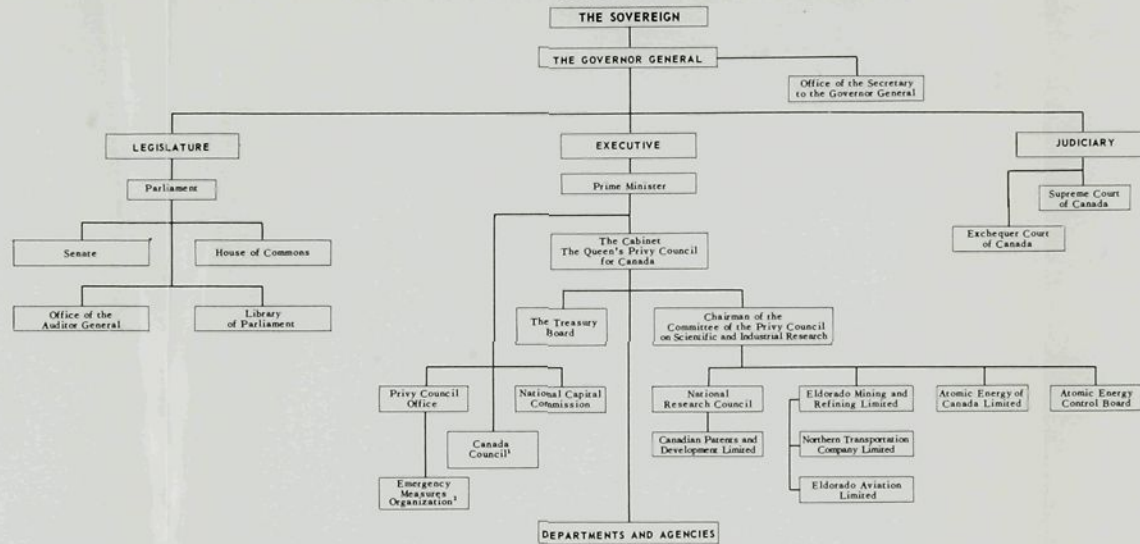 THE SOVEREIGN
THE GOVERNOR GENERAL
Office of the Secretary
to the Governor General
LEGISLATURE
EXECUTIVE
JUDICIARY
Parliament
Prime Minister
Supreme Court
of Canada
Senate
House of Commons
The Cabinet
The Queen's Privy Council
for Canada
Exchequer Court
of Canada
Office of the
Auditor General
Library
of Parliament
The Treasury
Board
Chairman of the
Committee of the Privy Council
on Scientific and Industrial Research
Privy Council
Office
National Capital
Commission
National
Research Council
Eldorado Mining and
Refining Limited
Atomic Energy of
Canada Limited
Atomic Energy
Control Board
Canada
Council¹
Canadian Patents and
Development Limited
Northern Transportation
Company Limited
Emergency
Measures
Organization²
Eldorado Aviation
Limited
DEPARTMENTS AND AGENCIES